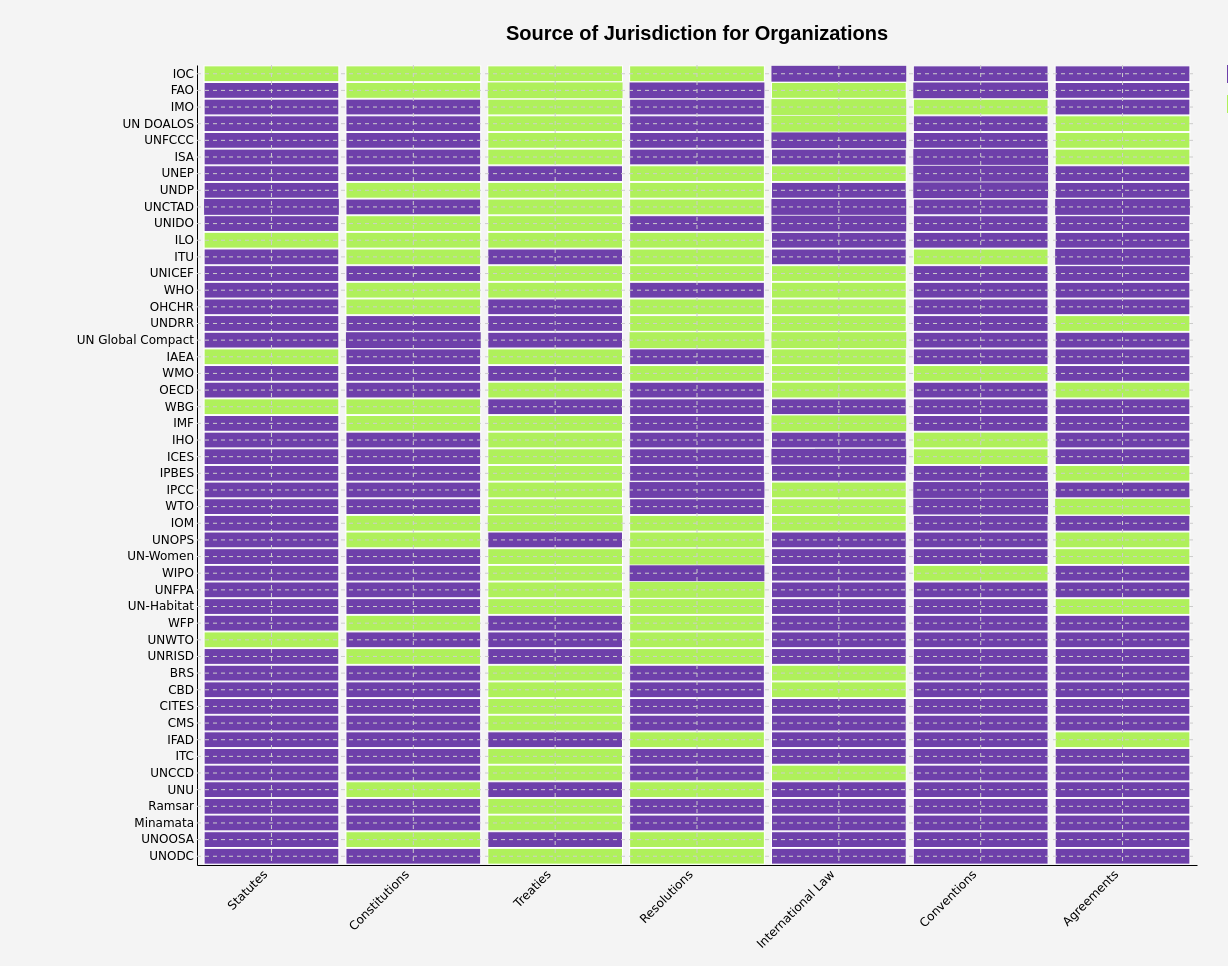 Source of Jurisdiction for Organizations
IOC
FAO
IMO
UN DOALOS
UNFCCC
ISA
UNEP
UNDP
UNCTAD
UNIDO
ILO
ITU
UNICEF
WHO
OHCHR
UNDRR
UN Global Compact
IAEA
WMO
OECD
WBG
IMF
IHO
ICES
IPBES
IPCC
WTO
IOM
UNOPS
UN-Women
WIPO
UNFPA
UN-Habitat
WFP
UNWTO
UNRISD
BRS
CBD
CITES
CMS
IFAD
ITC
UNCCD
UNU
Ramsar
Minamata
UNOOSA
UNODC
Statutes
Constitutions
Treaties
Resolutions
International Law
Conventions
Agreements